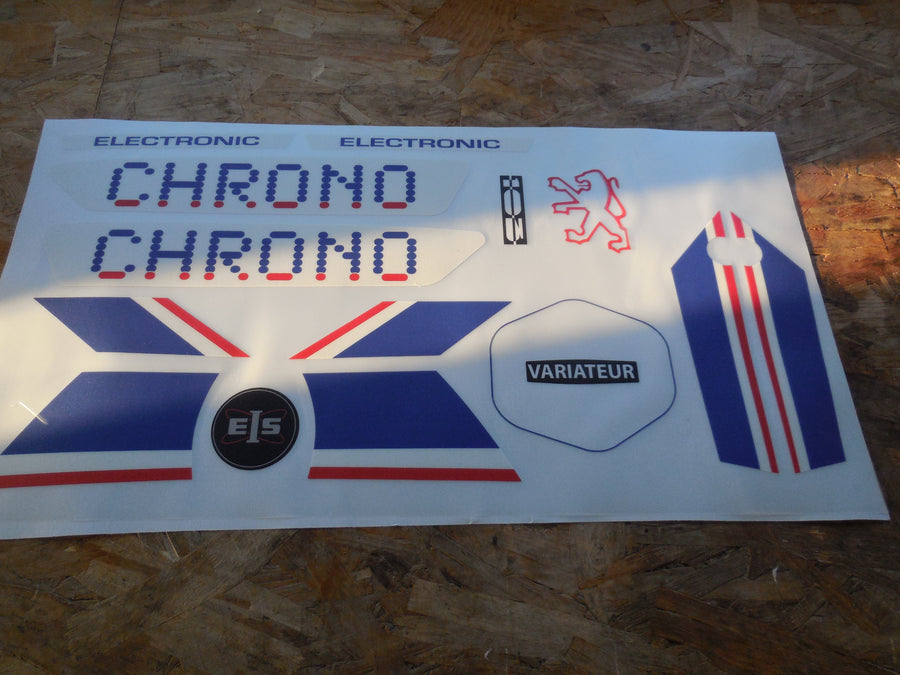 ELECTRONIC
ELECTRONIC
CHRONO
CHRONO
VARIATEUR
EIS